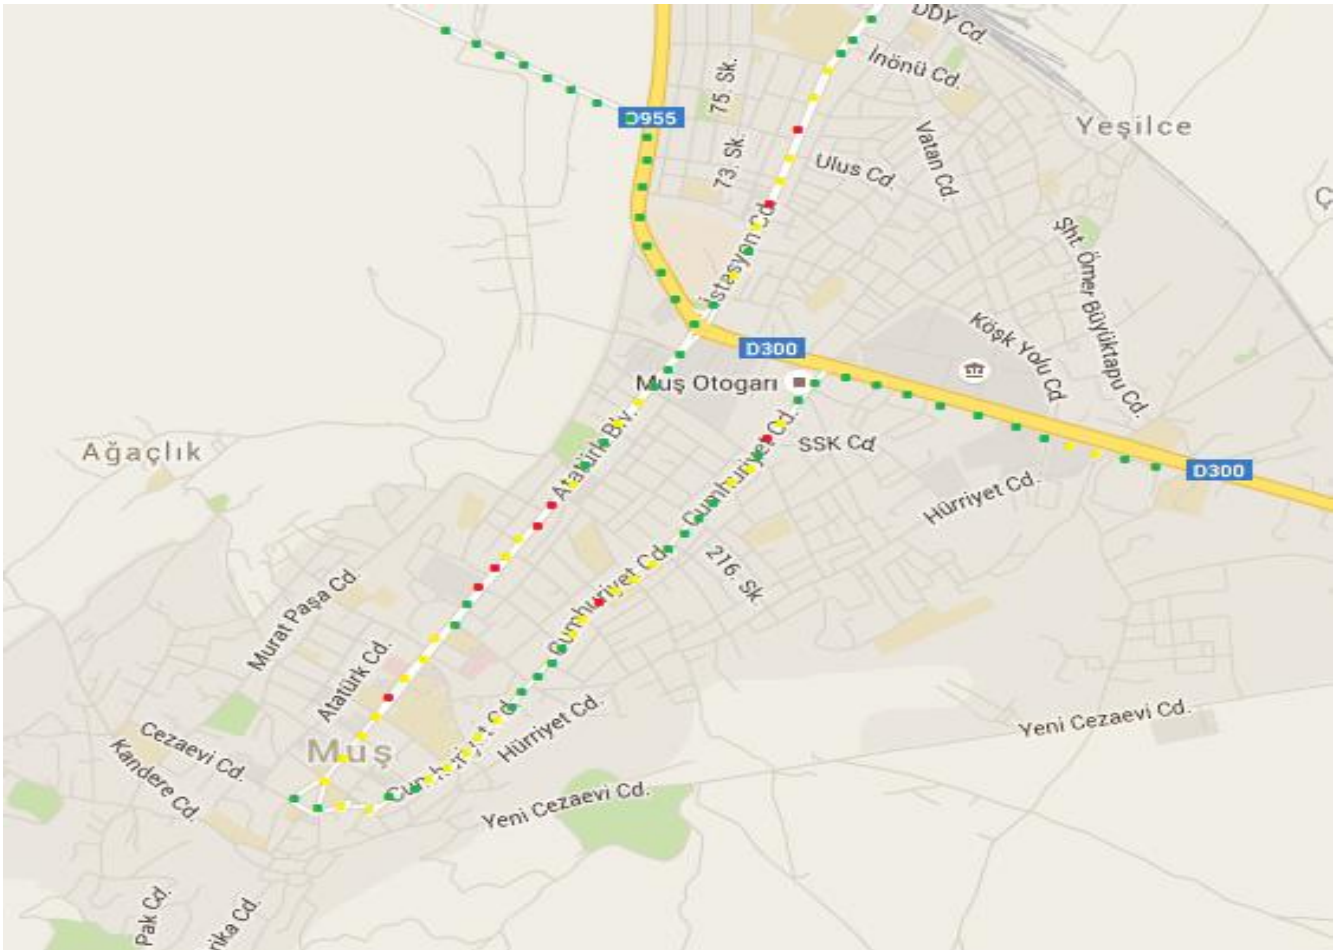 DDY Cd.
İnönü Cd.
75. Sk.
D955
Yeşilce
Vatan Cd.
73. Sk.
Ulus Cd.
İstasyon Cd.
Şht. Ömer Büyüktapu Cd.
Köşk Yolu Cd
D300
Muş Otogarı
Atatürk Blv.
Cumhuriyet Cd.
SSK Cd
Ağaçlık
D300
Hürriyet Cd.
216. Sk.
Cumhuriyet Cd.
Murat Paşa Cd.
Atatürk Cd.
Cumhuriyet Cd.
Hürriyet Cd.
Yeni Cezaevi Cd.
Cezaevi Cd.
Muş
Kandere Cd.
Yeni Cezaevi Cd.
Pak Cd.
rika Cd.